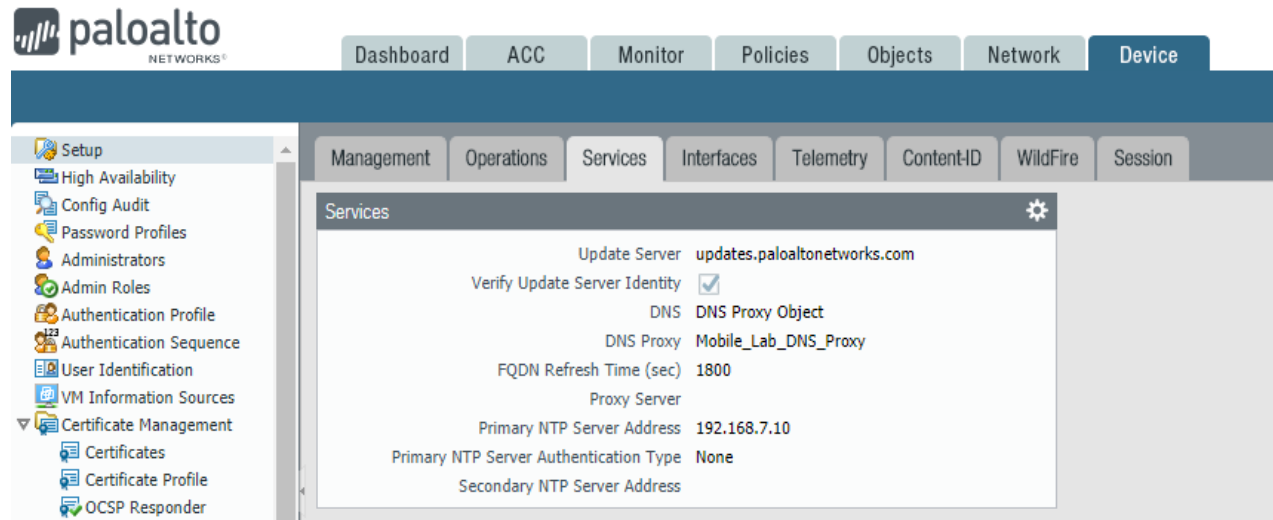 paloalto
NETWORKS®
Dashboard ACC Monitor Policies Objects Network Device
Setup
High Availability
Config Audit
Password Profiles
Administrators
Admin Roles
Authentication Profile
123
Authentication Sequence
User Identification
VM Information Sources
Certificate Management
Certificates
Certificate Profile
OCSP Responder
Management Operations Services Interfaces Telemetry Content-ID WildFire Session
Services
Update Server updates.paloaltonetworks.com
Verify Update Server Identity
DNS DNS Proxy Object
DNS Proxy Mobile_Lab_DNS_Proxy
FQDN Refresh Time (sec) 1800
Proxy Server
Primary NTP Server Address 192.168.7.10
Primary NTP Server Authentication Type None
Secondary NTP Server Address